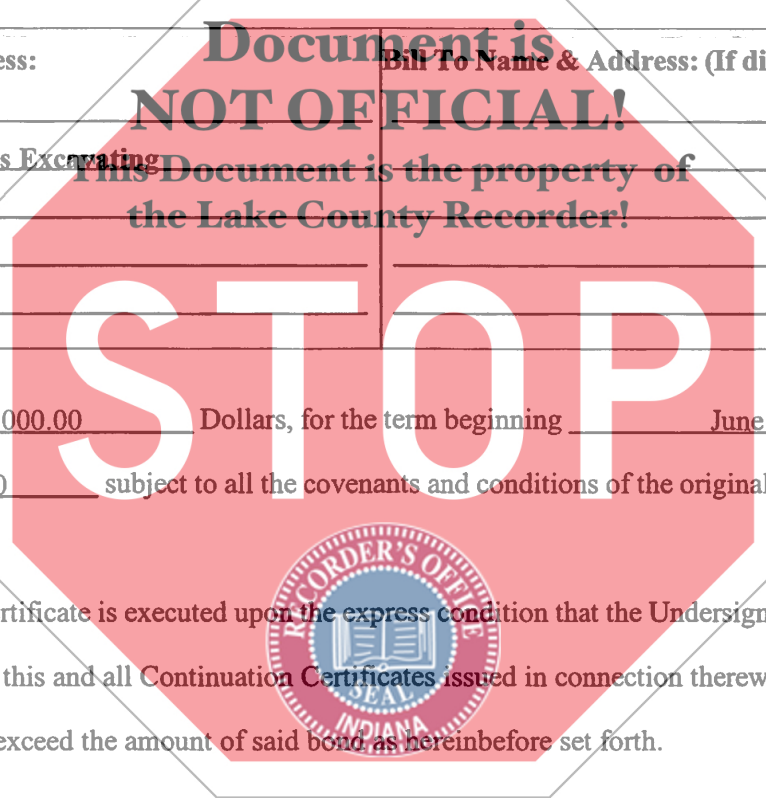 Document is
ess: Bill To Name & Address: (If di
NOT OFFICIAL!
s Excavating
This Document is the property of
the Lake County Recorder!
STOP
000.00 Dollars, for the term beginning June
0 subject to all the covenants and conditions of the original
RECORDER'S OFFICE
rtificate is executed upon the express condition that the Undersign
this and all Continuation Certificates issued in connection therew
SEAL
INDIANA
exceed the amount of said bond as hereinbefore set forth.